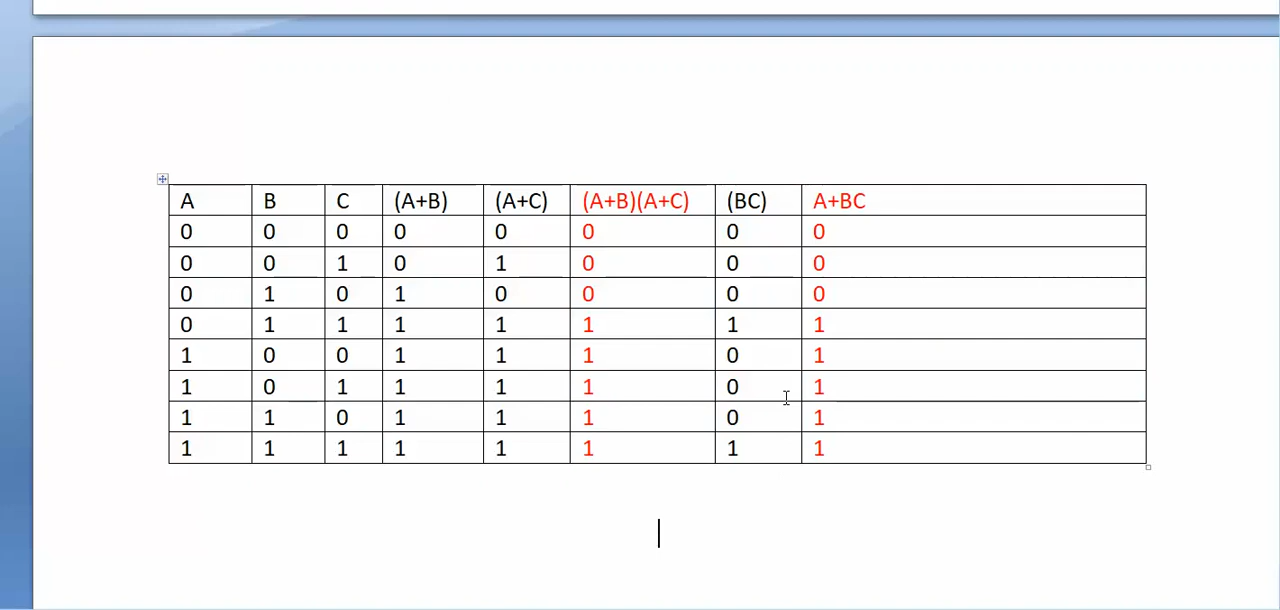 A B C (A+B) (A+C) (A+B)(A+C) (BC) A+BC
0 0 0 0 0 0 0 0
0 0 1 0 1 0 0 0
0 1 0 1 0 0 0 0
0 1 1 1 1 1 1 1
1 0 0 1 1 1 0 1
1 0 1 1 1 1 0 1
1 1 0 1 1 1 0 1
1 1 1 1 1 1 1 1